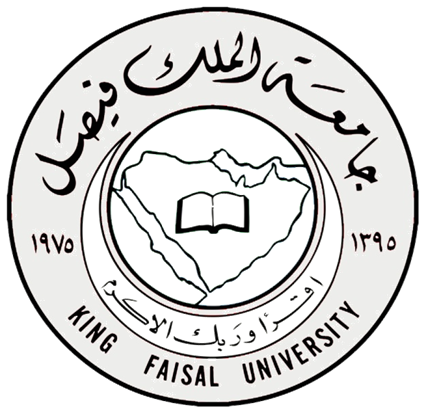 جامعة الملك فيصل
١٩٧٥
١٣٩٥
اقرأ وربك الأكرم
KING FAISAL UNIVERSITY